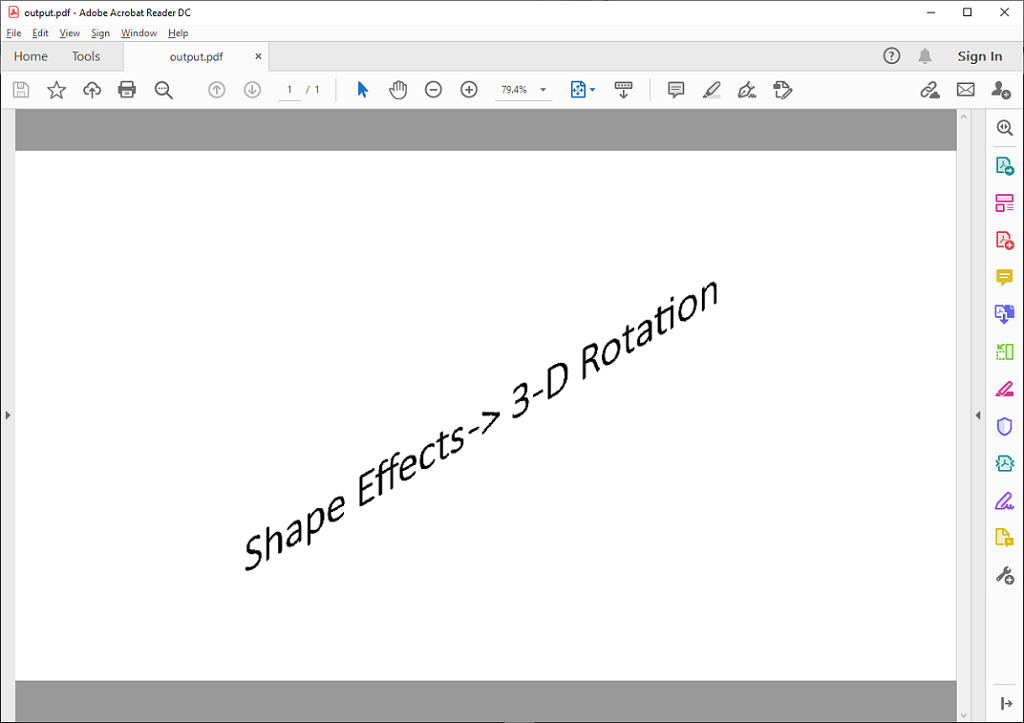 output.pdf - Adobe Acrobat Reader DC
File Edit View Sign Window Help
Home Tools output.pdf × Sign In
1 / 1 79.4%
Shape Effects-> 3-D Rotation